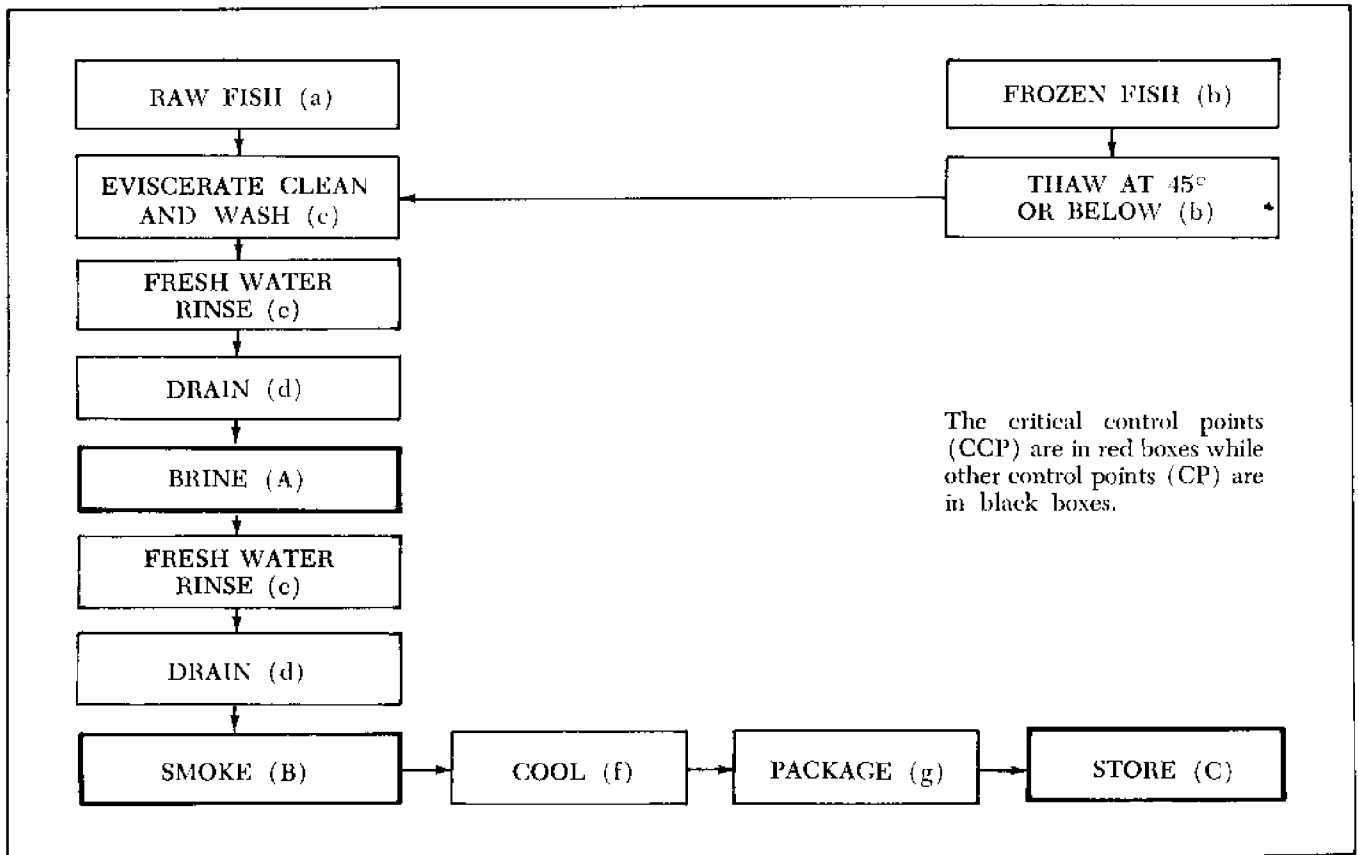 RAW FISH (a)
EVISCERATE CLEAN
AND WASH (c)
FRESH WATER
RINSE (e)
DRAIN (d)
BRINE (A)
FRESH WATER
RINSE (e)
DRAIN (d)
SMOKE (B)
COOL (f)
PACKAGE (g)
STORE (C)
FROZEN FISH (b)
THAW AT 45°
OR BELOW (b)
The critical control points
(CCP) are in red boxes while
other control points (CP) are
in black boxes.